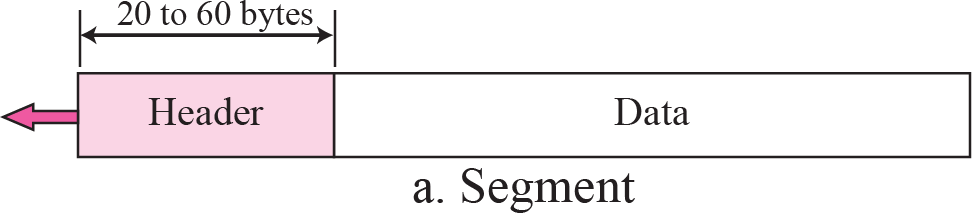 20 to 60 bytes
Header
Data
a. Segment